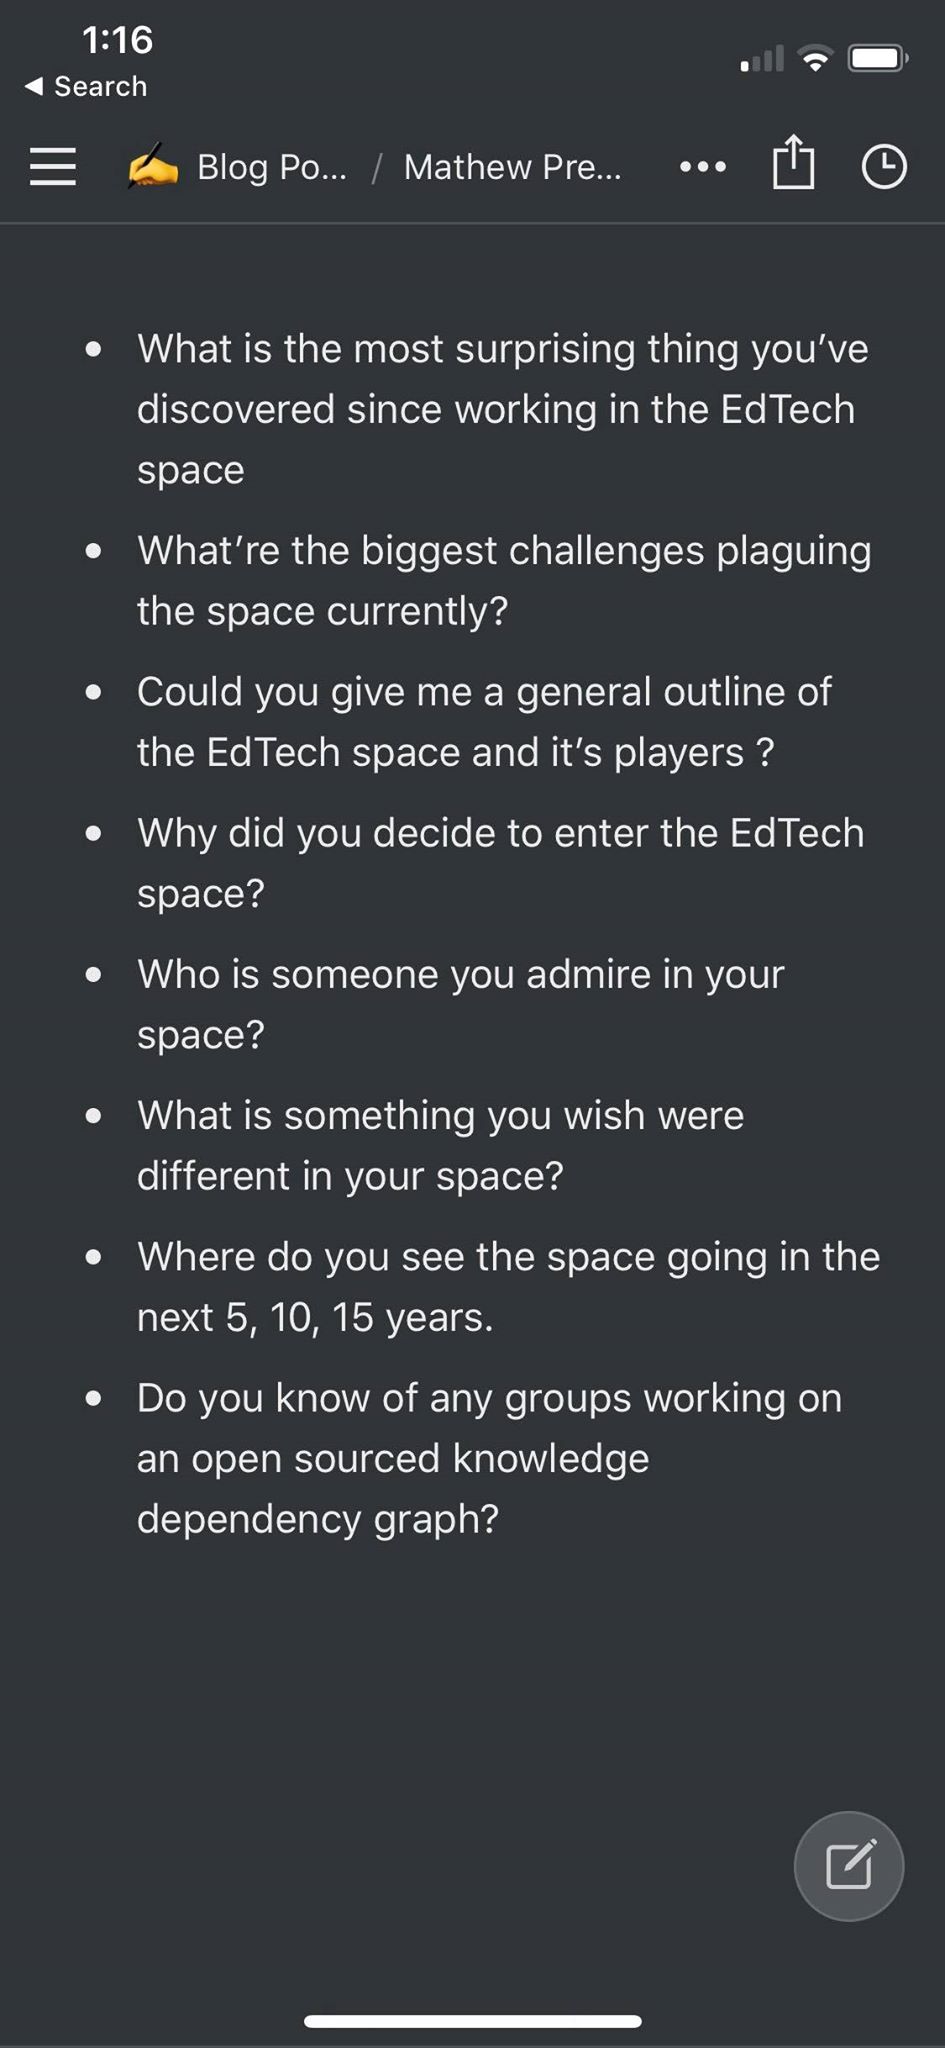 1:16
◀ Search
Blog Po... / Mathew Pre...
• What is the most surprising thing you’ve
discovered since working in the EdTech
space
• What’re the biggest challenges plaguing
the space currently?
• Could you give me a general outline of
the EdTech space and it’s players ?
• Why did you decide to enter the EdTech
space?
• Who is someone you admire in your
space?
• What is something you wish were
different in your space?
• Where do you see the space going in the
next 5, 10, 15 years.
• Do you know of any groups working on
an open sourced knowledge
dependency graph?